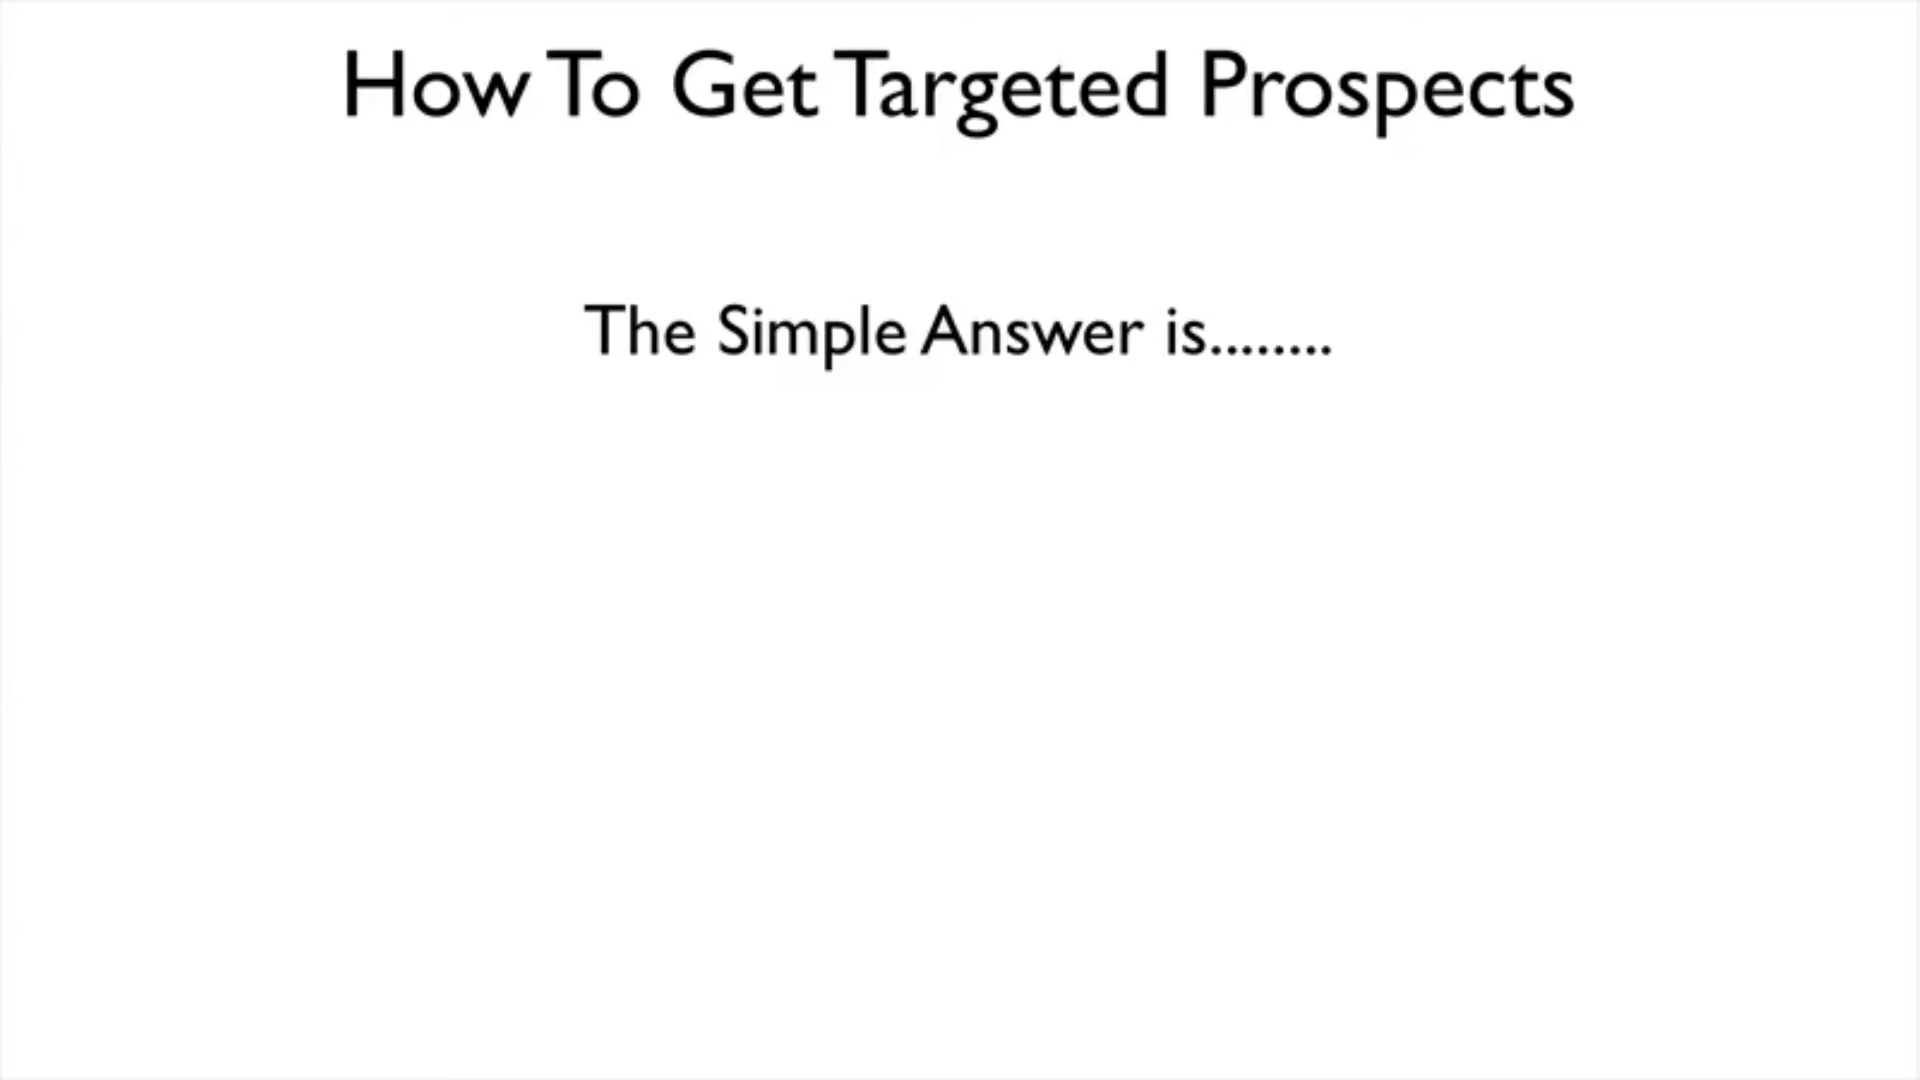 How To Get Targeted Prospects
The Simple Answer is........